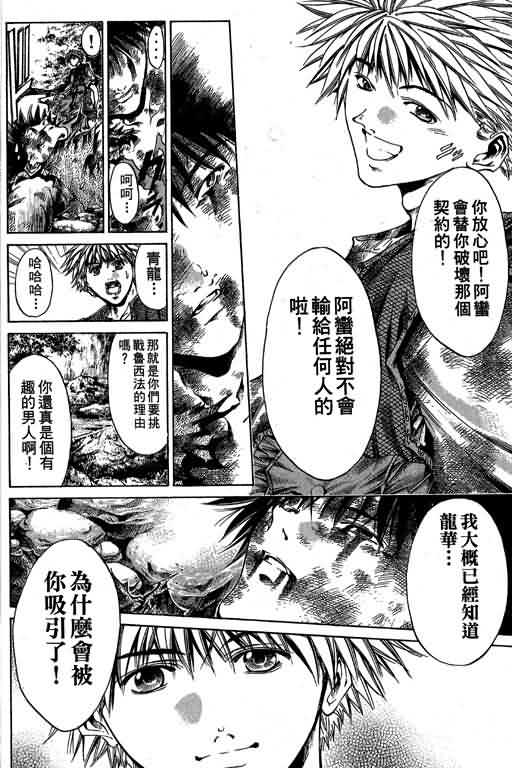 你放心吧！阿蠻
會替你破壞那個
契約的！
阿蠻絕對不會
輸給任何人的
啦！
…
呵呵…
！
青龍…
哈哈
哈…
那就是你們要挑
戰魯西法的理由
嗎？
你還真是個有
趣的男人啊！
我大概已經知道
龍華…
為什麼會被
你吸引了！